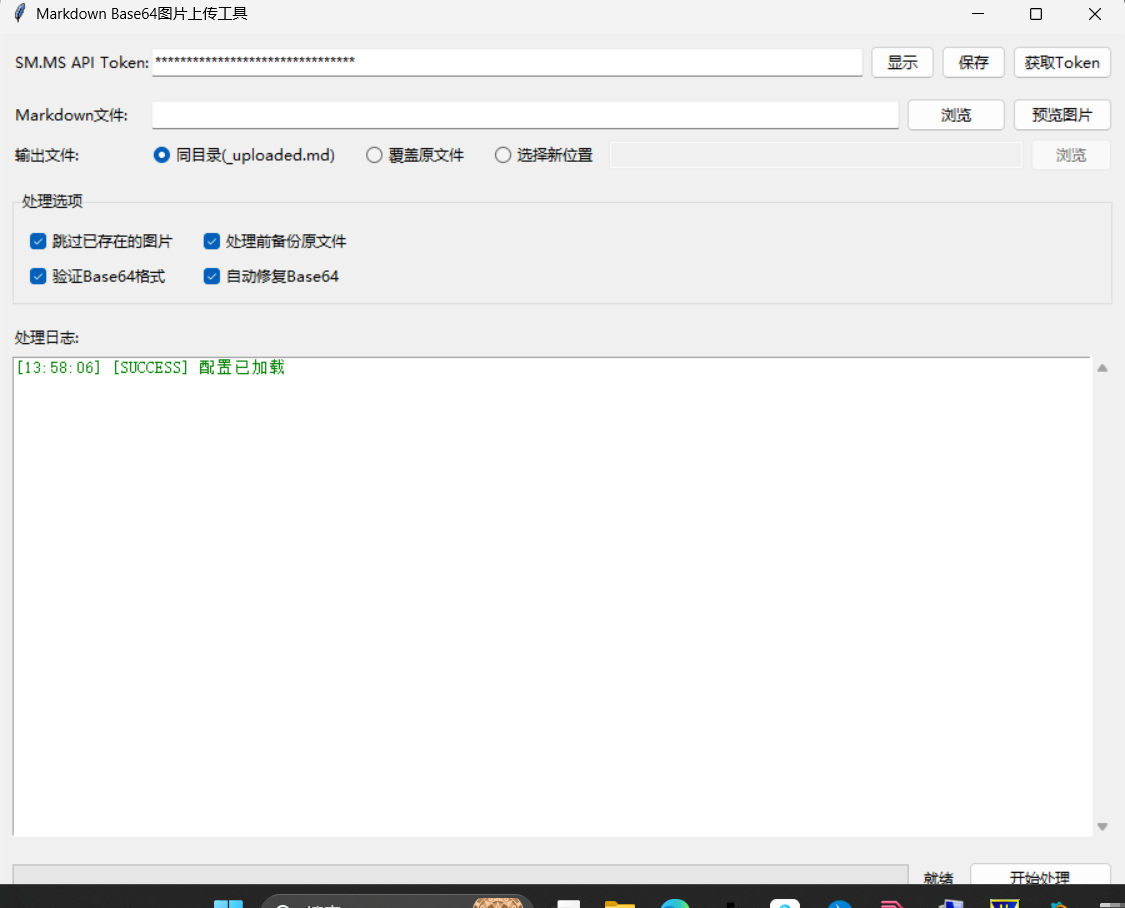 Markdown Base64图片上传工具
SM.MS API Token: ******************************** 显示 保存 获取Token
Markdown文件: 浏览 预览图片
输出文件: 同目录(_uploaded.md) 覆盖原文件 选择新位置 浏览
处理选项
跳过已存在的图片 处理前备份原文件
验证Base64格式 自动修复Base64
处理日志:
[13:58:06] [SUCCESS] 配置已加载
就绪 开始处理